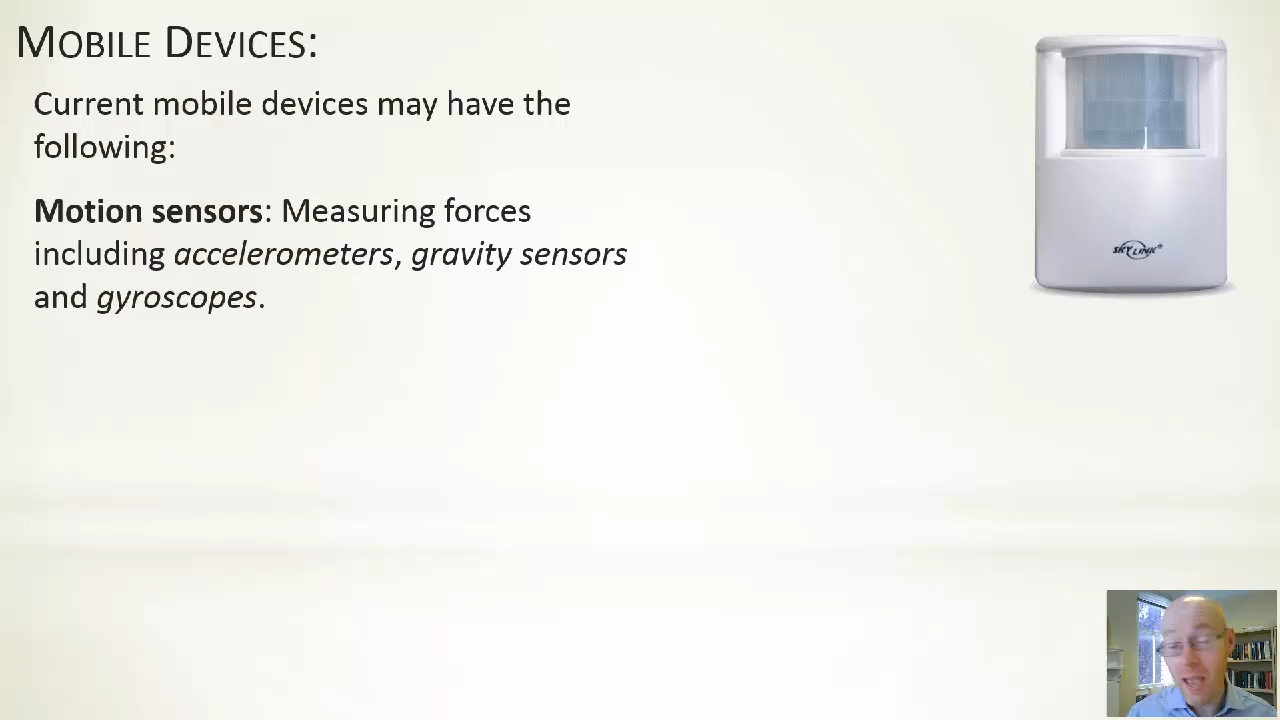 MOBILE DEVICES:
Current mobile devices may have the
following:
Motion sensors: Measuring forces
including accelerometers, gravity sensors
and gyroscopes.
SKYLINK®